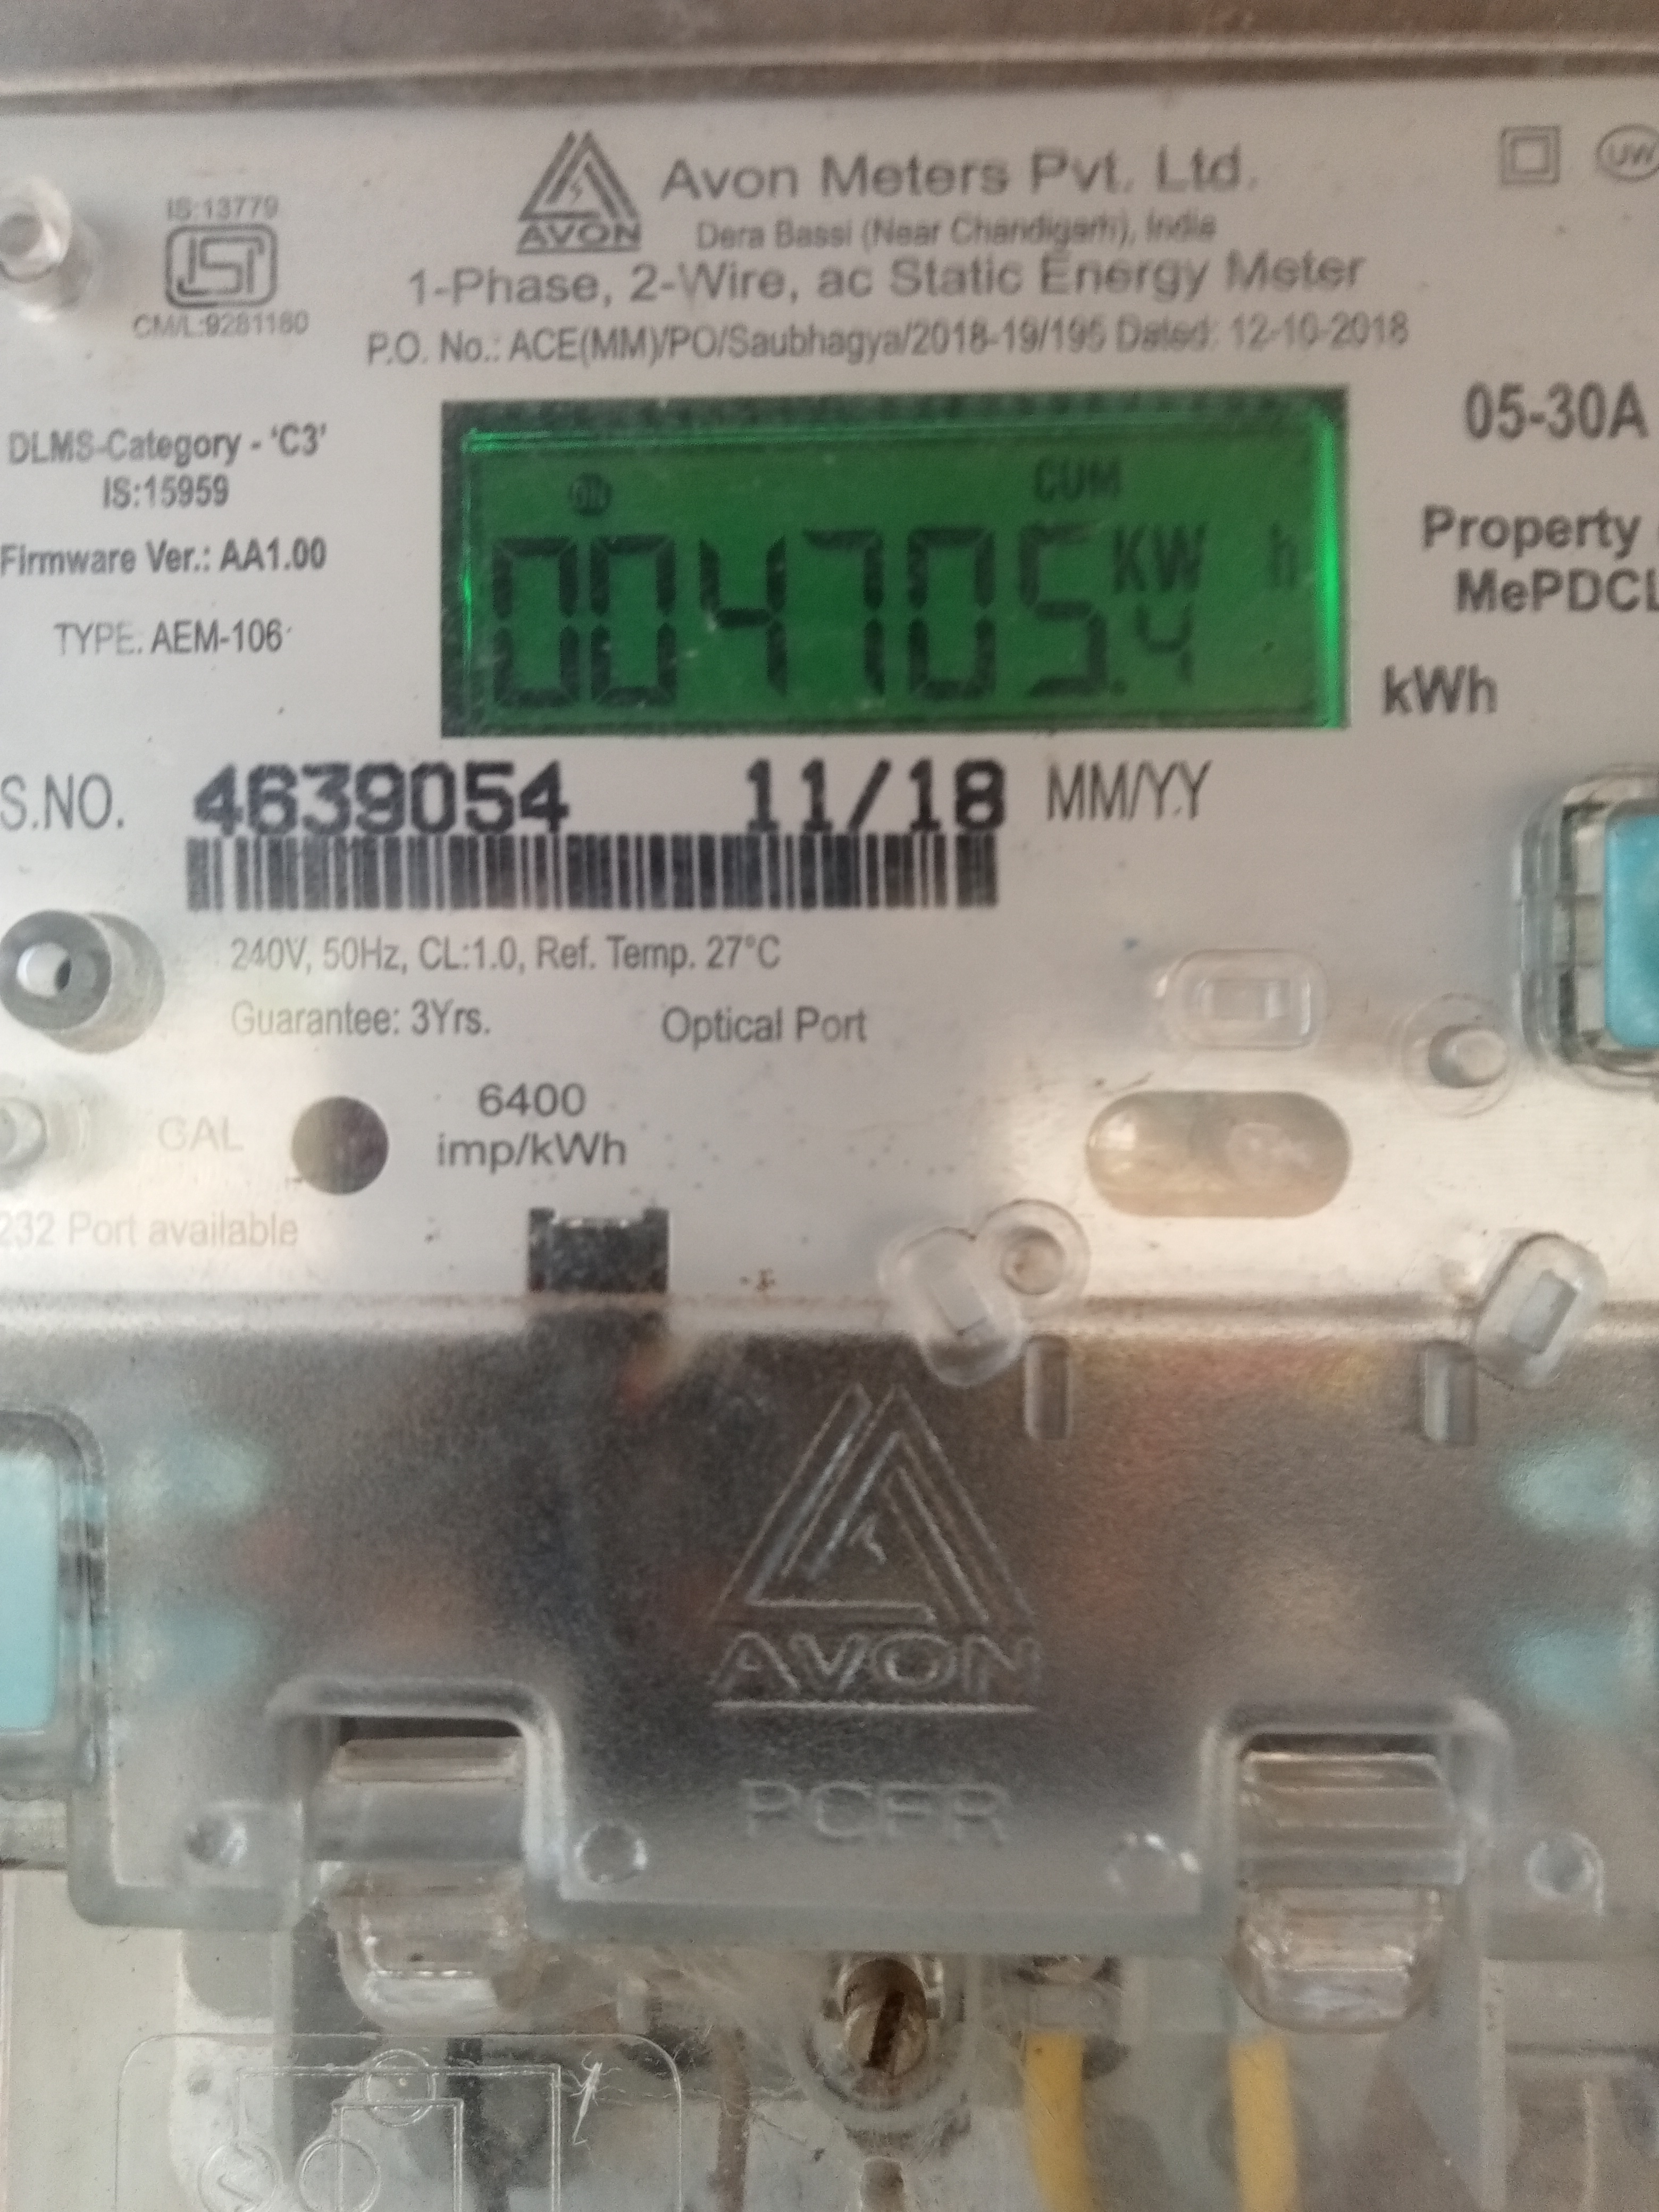 Avon Meters Pvt. Ltd.
AVON
Dera Bassi (Near Chandigarh), India
1-Phase, 2-Wire, ac Static Energy Meter
P.O. No.: ACE(MM)/PO/Saubhagya/2018-19/195 Dated: 12-10-2018
IS:13779
ISI
CM/L:9281180
UW
DLMS-Category - 'C3'
IS:15959
Firmware Ver.: AA1.00
TYPE: AEM-106
ON
CUM
004705.4 KW h
05-30A
Property
MePDCL
kWh
S.NO. 4639054 11/18 MM/YY
240V, 50Hz, CL:1.0, Ref. Temp. 27°C
Guarantee: 3Yrs.
Optical Port
CAL
6400
imp/kWh
232 Port available
AVON